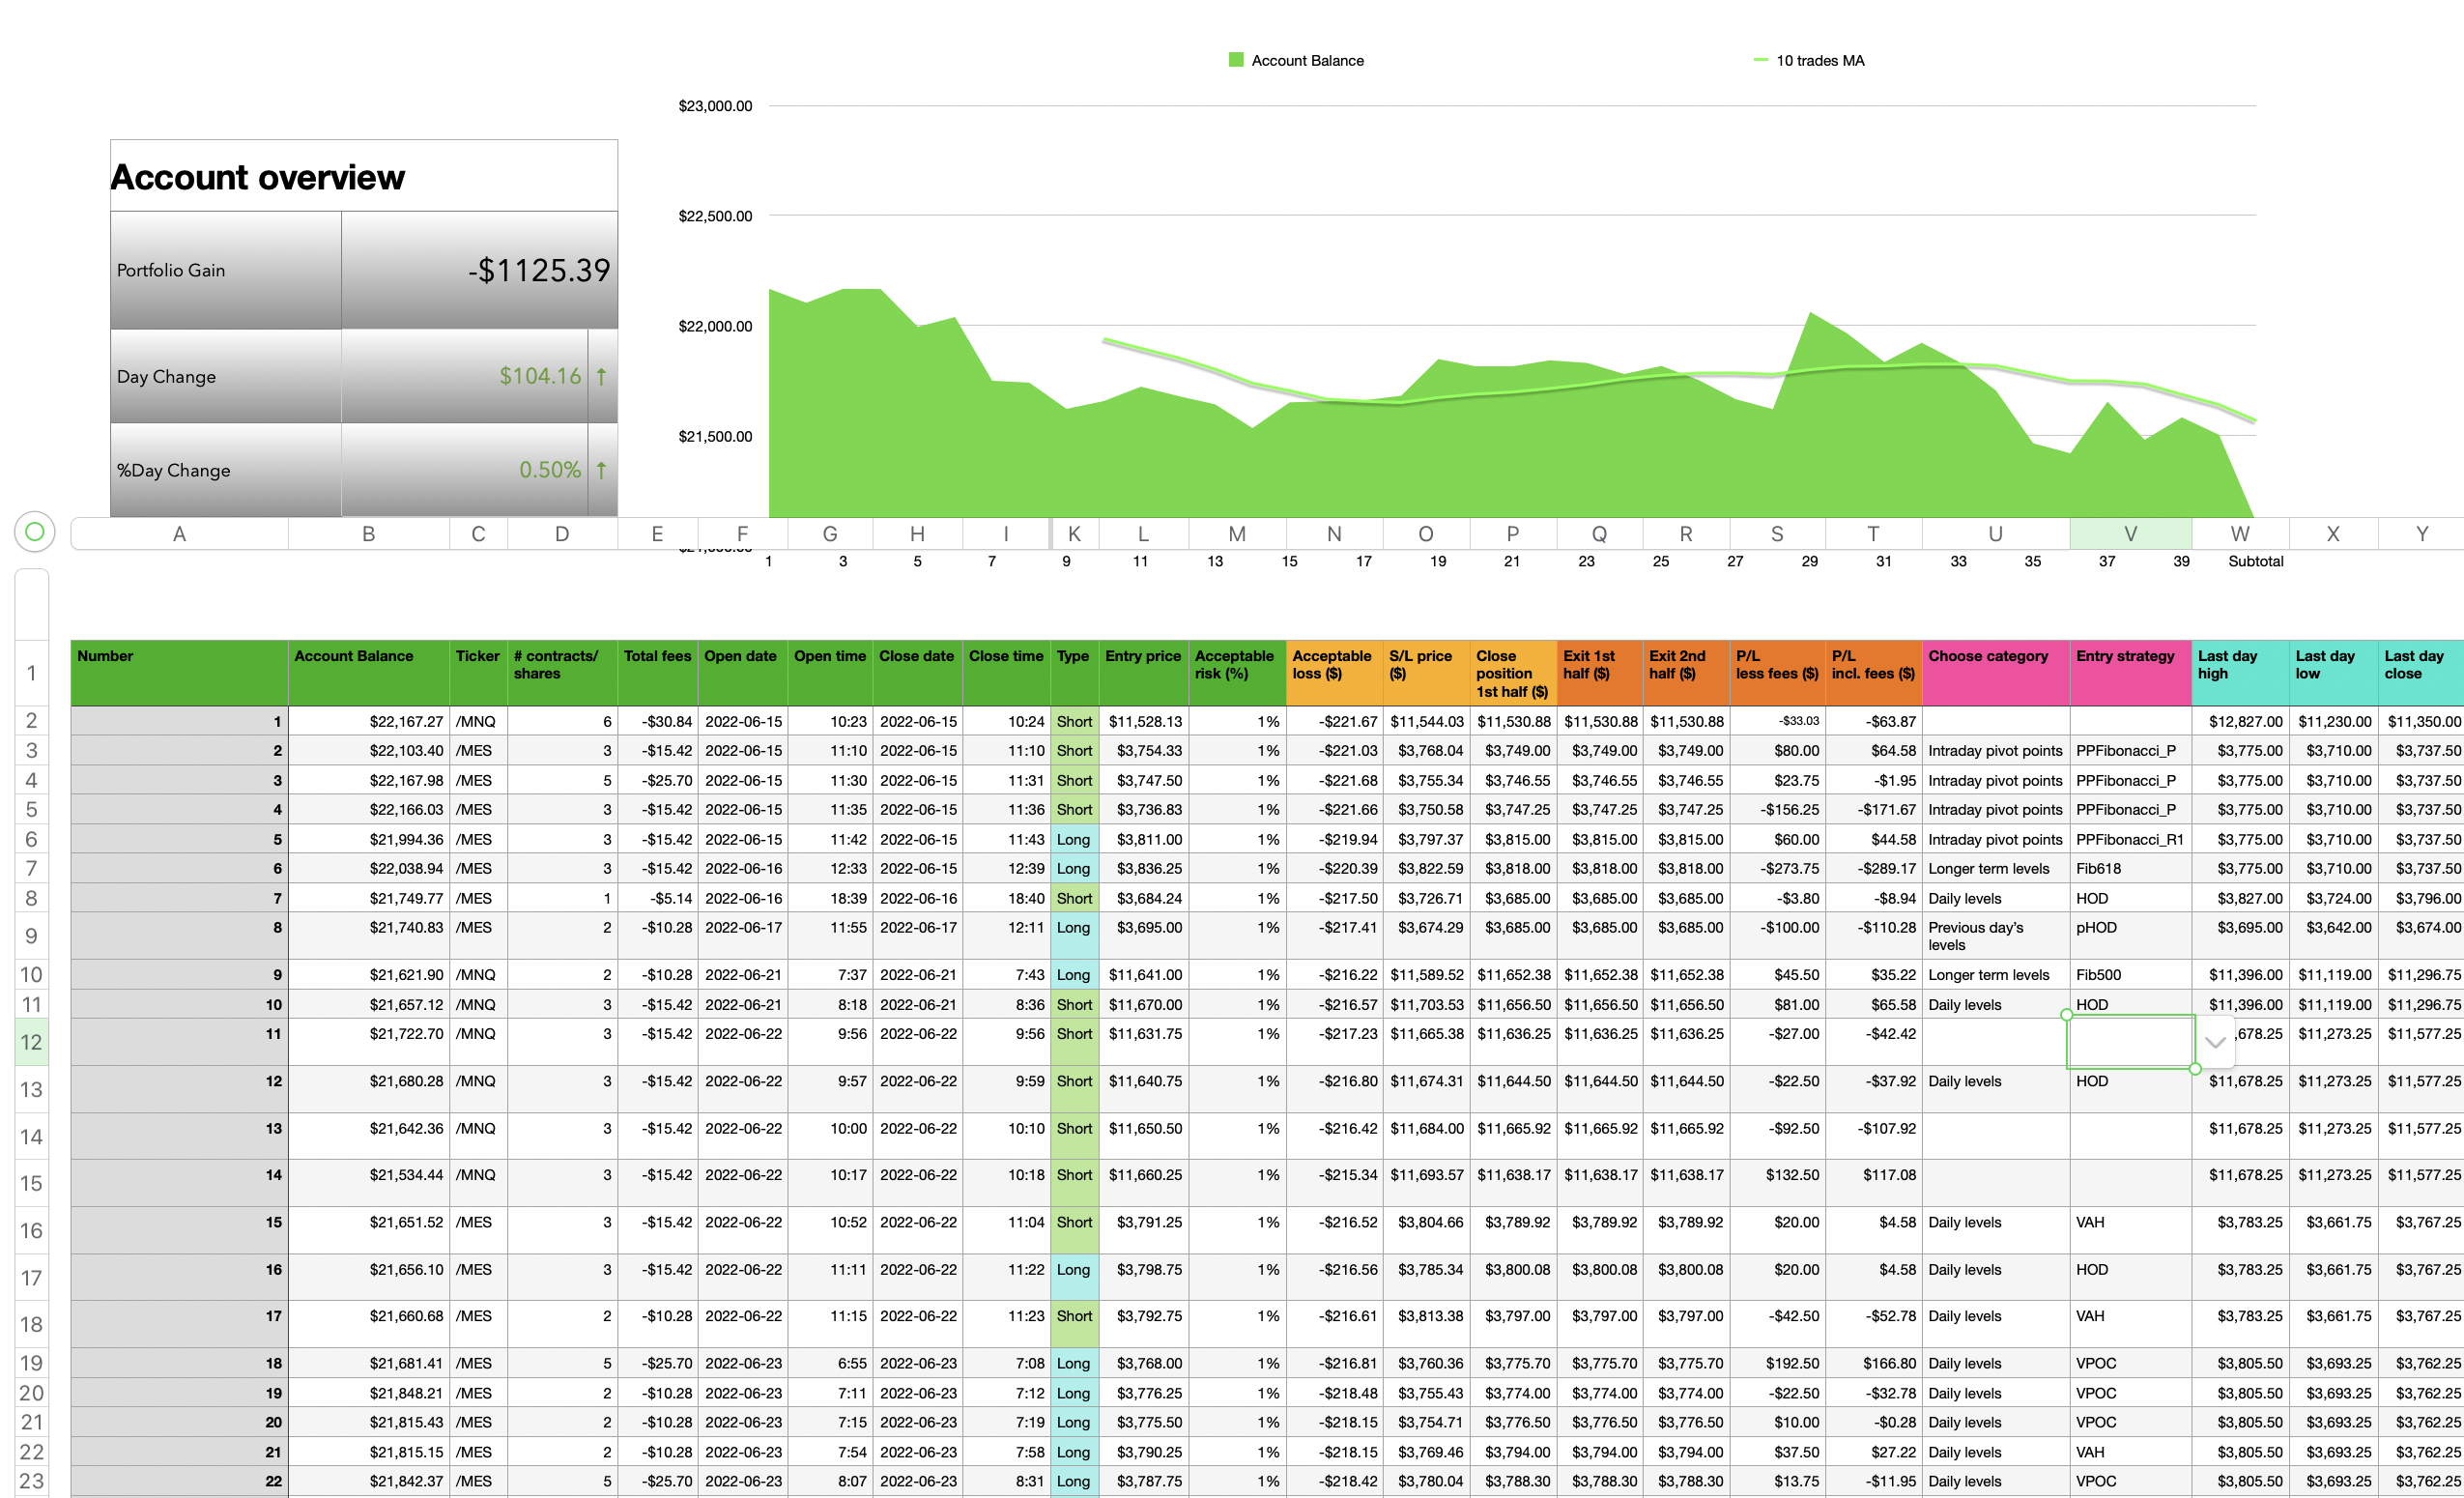 Account Balance
10 trades MA
$23,000.00
Account overview
$22,500.00
Portfolio Gain -$1125.39
$22,000.00
Day Change $104.16 ↑
$21,500.00
%Day Change 0.50% ↑
A B C D E F G H I K L M N O P Q R S T U V W X Y
1 3 5 7 9 11 13 15 17 19 21 23 25 27 29 31 33 35 37 39 Subtotal
1 Number Account Balance Ticker # contracts/ shares Total fees Open date Open time Close date Close time Type Entry price Acceptable risk (%) Acceptable loss ($) S/L price ($) Close position 1st half ($) Exit 1st half ($) Exit 2nd half ($) P/L less fees ($) P/L incl. fees ($) Choose category Entry strategy Last day high Last day low Last day close
2 1 $22,167.27 /MNQ 6 -$30.84 2022-06-15 10:23 2022-06-15 10:24 Short $11,528.13 1% -$221.67 $11,544.03 $11,530.88 $11,530.88 $11,530.88 -$33.03 -$63.87 $12,827.00 $11,230.00 $11,350.00
3 2 $22,103.40 /MES 3 -$15.42 2022-06-15 11:10 2022-06-15 11:10 Short $3,754.33 1% -$221.03 $3,768.04 $3,749.00 $3,749.00 $3,749.00 $80.00 $64.58 Intraday pivot points PPFibonacci_P $3,775.00 $3,710.00 $3,737.50
4 3 $22,167.98 /MES 5 -$25.70 2022-06-15 11:30 2022-06-15 11:31 Short $3,747.50 1% -$221.68 $3,755.34 $3,746.55 $3,746.55 $3,746.55 $23.75 -$1.95 Intraday pivot points PPFibonacci_P $3,775.00 $3,710.00 $3,737.50
5 4 $22,166.03 /MES 3 -$15.42 2022-06-15 11:35 2022-06-15 11:36 Short $3,736.83 1% -$221.66 $3,750.58 $3,747.25 $3,747.25 $3,747.25 -$156.25 -$171.67 Intraday pivot points PPFibonacci_P $3,775.00 $3,710.00 $3,737.50
6 5 $21,994.36 /MES 3 -$15.42 2022-06-15 11:42 2022-06-15 11:43 Long $3,811.00 1% -$219.94 $3,797.37 $3,815.00 $3,815.00 $3,815.00 $60.00 $44.58 Intraday pivot points PPFibonacci_R1 $3,775.00 $3,710.00 $3,737.50
7 6 $22,038.94 /MES 3 -$15.42 2022-06-16 12:33 2022-06-15 12:39 Long $3,836.25 1% -$220.39 $3,822.59 $3,818.00 $3,818.00 $3,818.00 -$273.75 -$289.17 Longer term levels Fib618 $3,775.00 $3,710.00 $3,737.50
8 7 $21,749.77 /MES 1 -$5.14 2022-06-16 18:39 2022-06-16 18:40 Short $3,684.24 1% -$217.50 $3,726.71 $3,685.00 $3,685.00 $3,685.00 -$3.80 -$8.94 Daily levels HOD $3,827.00 $3,724.00 $3,796.00
9 8 $21,740.83 /MES 2 -$10.28 2022-06-17 11:55 2022-06-17 12:11 Long $3,695.00 1% -$217.41 $3,674.29 $3,685.00 $3,685.00 $3,685.00 -$100.00 -$110.28 Previous day's levels pHOD $3,695.00 $3,642.00 $3,674.00
10 9 $21,621.90 /MNQ 2 -$10.28 2022-06-21 7:37 2022-06-21 7:43 Long $11,641.00 1% -$216.22 $11,589.52 $11,652.38 $11,652.38 $11,652.38 $45.50 $35.22 Longer term levels Fib500 $11,396.00 $11,119.00 $11,296.75
11 10 $21,657.12 /MNQ 3 -$15.42 2022-06-21 8:18 2022-06-21 8:36 Short $11,670.00 1% -$216.57 $11,703.53 $11,656.50 $11,656.50 $11,656.50 $81.00 $65.58 Daily levels HOD $11,396.00 $11,119.00 $11,296.75
12 11 $21,722.70 /MNQ 3 -$15.42 2022-06-22 9:56 2022-06-22 9:56 Short $11,631.75 1% -$217.23 $11,665.38 $11,636.25 $11,636.25 $11,636.25 -$27.00 -$42.42 ,678.25 $11,273.25 $11,577.25
13 12 $21,680.28 /MNQ 3 -$15.42 2022-06-22 9:57 2022-06-22 9:59 Short $11,640.75 1% -$216.80 $11,674.31 $11,644.50 $11,644.50 $11,644.50 -$22.50 -$37.92 Daily levels HOD $11,678.25 $11,273.25 $11,577.25
14 13 $21,642.36 /MNQ 3 -$15.42 2022-06-22 10:00 2022-06-22 10:10 Short $11,650.50 1% -$216.42 $11,684.00 $11,665.92 $11,665.92 $11,665.92 -$92.50 -$107.92 $11,678.25 $11,273.25 $11,577.25
15 14 $21,534.44 /MNQ 3 -$15.42 2022-06-22 10:17 2022-06-22 10:18 Short $11,660.25 1% -$215.34 $11,693.57 $11,638.17 $11,638.17 $11,638.17 $132.50 $117.08 $11,678.25 $11,273.25 $11,577.25
16 15 $21,651.52 /MES 3 -$15.42 2022-06-22 10:52 2022-06-22 11:04 Short $3,791.25 1% -$216.52 $3,804.66 $3,789.92 $3,789.92 $3,789.92 $20.00 $4.58 Daily levels VAH $3,783.25 $3,661.75 $3,767.25
17 16 $21,656.10 /MES 3 -$15.42 2022-06-22 11:11 2022-06-22 11:22 Long $3,798.75 1% -$216.56 $3,785.34 $3,800.08 $3,800.08 $3,800.08 $20.00 $4.58 Daily levels HOD $3,783.25 $3,661.75 $3,767.25
18 17 $21,660.68 /MES 2 -$10.28 2022-06-22 11:15 2022-06-22 11:23 Short $3,792.75 1% -$216.61 $3,813.38 $3,797.00 $3,797.00 $3,797.00 -$42.50 -$52.78 Daily levels VAH $3,783.25 $3,661.75 $3,767.25
19 18 $21,681.41 /MES 5 -$25.70 2022-06-23 6:55 2022-06-23 7:08 Long $3,768.00 1% -$216.81 $3,760.36 $3,775.70 $3,775.70 $3,775.70 $192.50 $166.80 Daily levels VPOC $3,805.50 $3,693.25 $3,762.25
20 19 $21,848.21 /MES 2 -$10.28 2022-06-23 7:11 2022-06-23 7:12 Long $3,776.25 1% -$218.48 $3,755.43 $3,774.00 $3,774.00 $3,774.00 -$22.50 -$32.78 Daily levels VPOC $3,805.50 $3,693.25 $3,762.25
21 20 $21,815.43 /MES 2 -$10.28 2022-06-23 7:15 2022-06-23 7:19 Long $3,775.50 1% -$218.15 $3,754.71 $3,776.50 $3,776.50 $3,776.50 $10.00 -$0.28 Daily levels VPOC $3,805.50 $3,693.25 $3,762.25
22 21 $21,815.15 /MES 2 -$10.28 2022-06-23 7:54 2022-06-23 7:58 Long $3,790.25 1% -$218.15 $3,769.46 $3,794.00 $3,794.00 $3,794.00 $37.50 $27.22 Daily levels VAH $3,805.50 $3,693.25 $3,762.25
23 22 $21,842.37 /MES 5 -$25.70 2022-06-23 8:07 2022-06-23 8:31 Long $3,787.75 1% -$218.42 $3,780.04 $3,788.30 $3,788.30 $3,788.30 $13.75 -$11.95 Daily levels VPOC $3,805.50 $3,693.25 $3,762.25